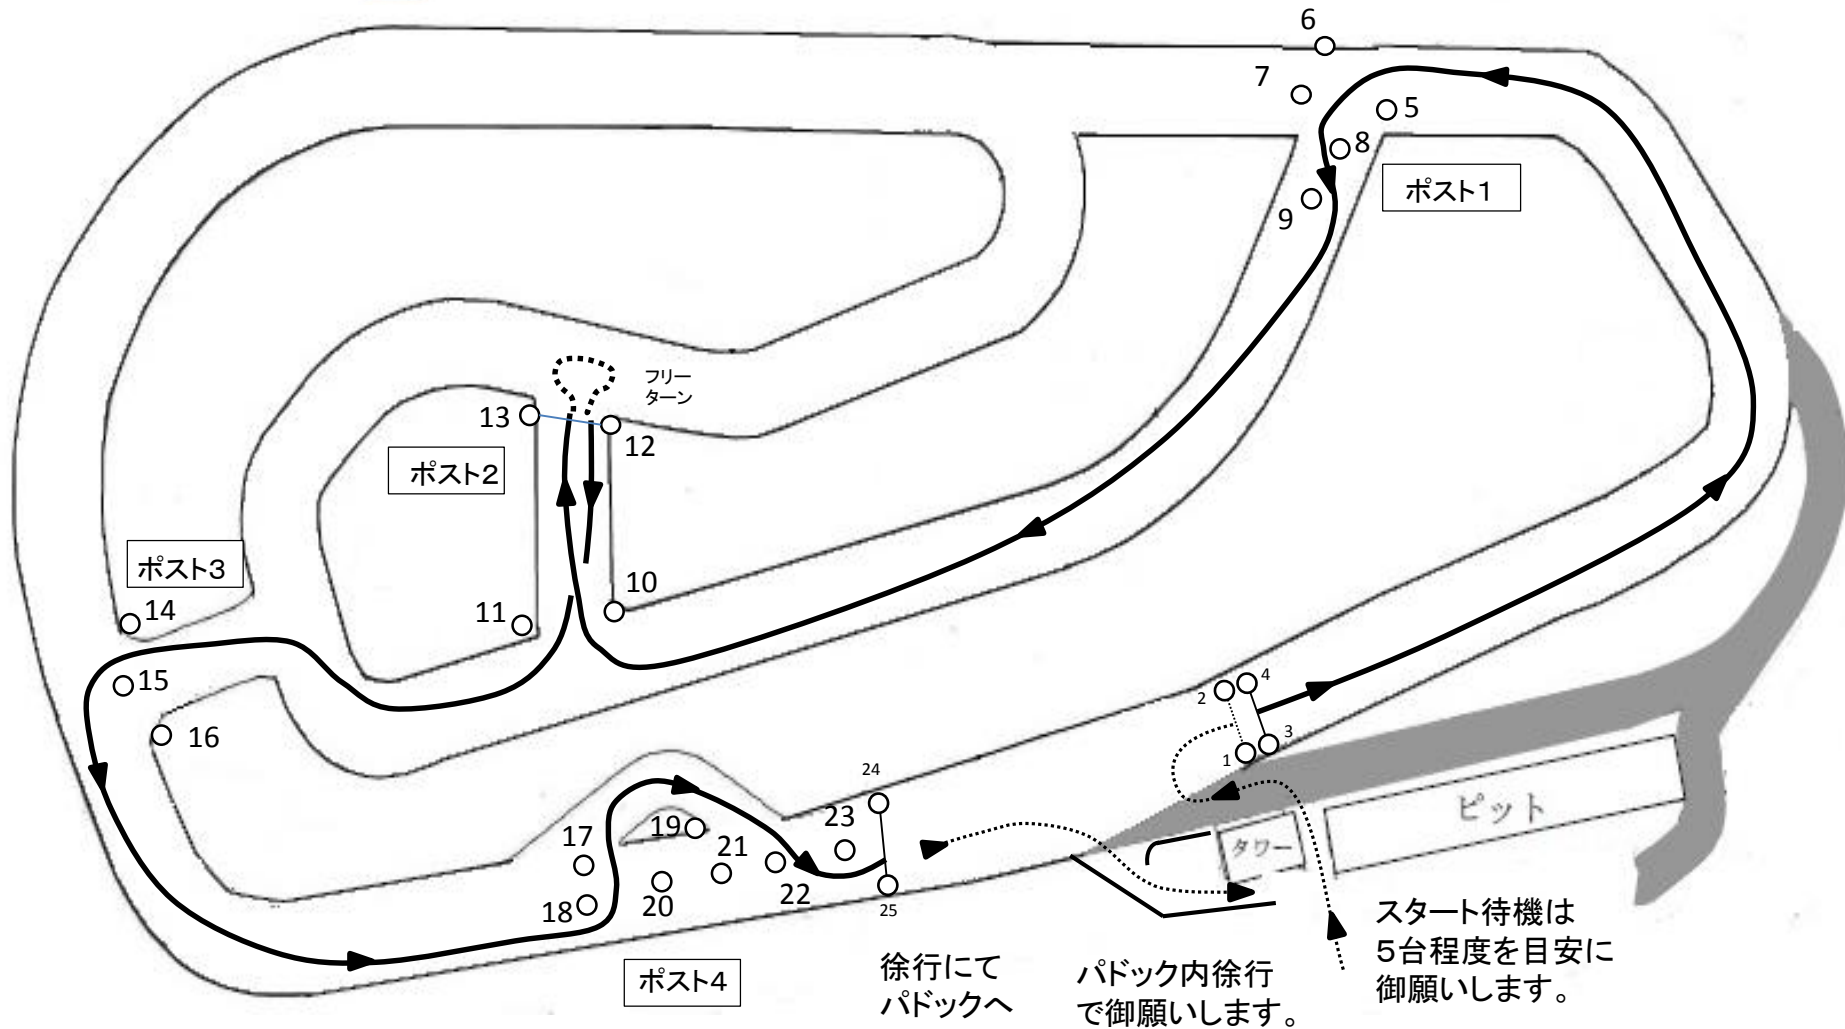 6
7
5
8
ポスト1
9
フリー
ターン
13
12
ポスト2
ポスト3
10
14
11
15
4
2
16
3
1
24
ピット
23
19
17
21
タワー
22
20
18
25
スタート待機は
5台程度を目安に
御願いします。
徐行にて
パドックへ
パドック内徐行
で御願いします。
ポスト4